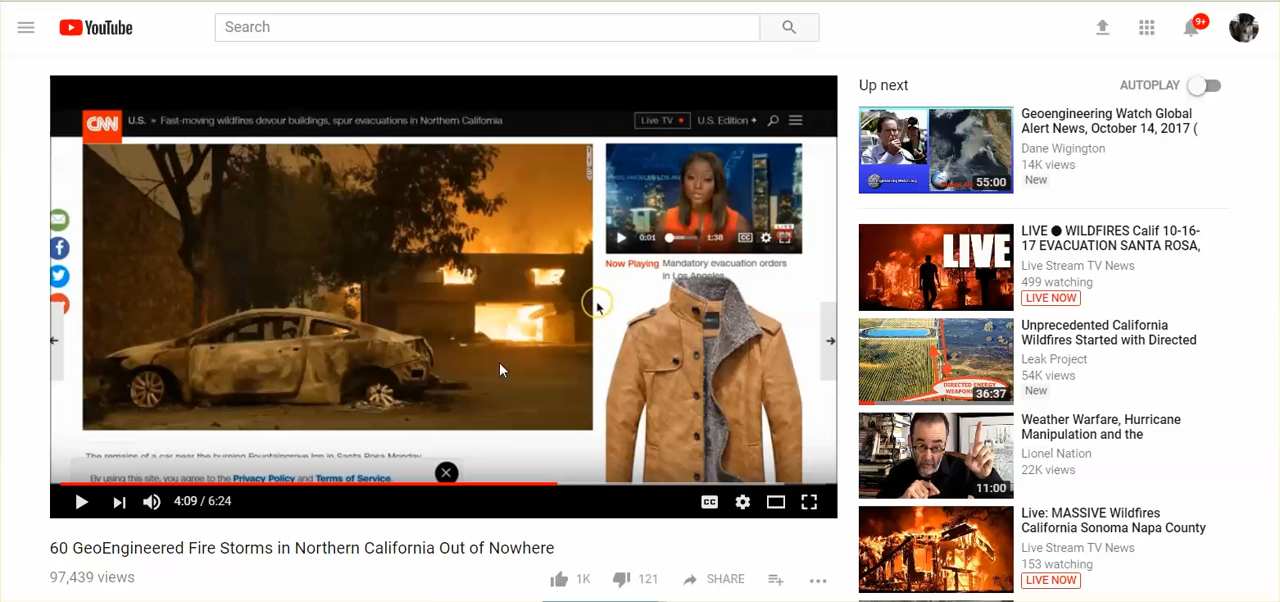 YouTube
Search
9+
CNN
U.S. » Fast-moving wildfires devour buildings, spur evacuations in Northern California
Live TV
U.S. Edition +
0:01
1:38
CC
LIVE
Now Playing Mandatory evacuation orders
in Los Angeles
The remains of a car near the burning Fountaingrove Inn in Santa Rosa Monday.
By using this site, you agree to the Privacy Policy and Terms of Service.
4:09 / 6:24
CC
60 GeoEngineered Fire Storms in Northern California Out of Nowhere
97,439 views
1K
121
SHARE
Up next
AUTOPLAY
55:00
Geoengineering Watch Global
Alert News, October 14, 2017 (
Dane Wigington
14K views
New
LIVE
LIVE ● WILDFIRES Calif 10-16-
17 EVACUATION SANTA ROSA,
Live Stream TV News
499 watching
LIVE NOW
DIRECTED ENERGY
WEAPONS
36:37
Unprecedented California
Wildfires Started with Directed
Leak Project
54K views
New
11:00
Weather Warfare, Hurricane
Manipulation and the
Lionel Nation
22K views
Live: MASSIVE Wildfires
California Sonoma Napa County
Live Stream TV News
153 watching
LIVE NOW